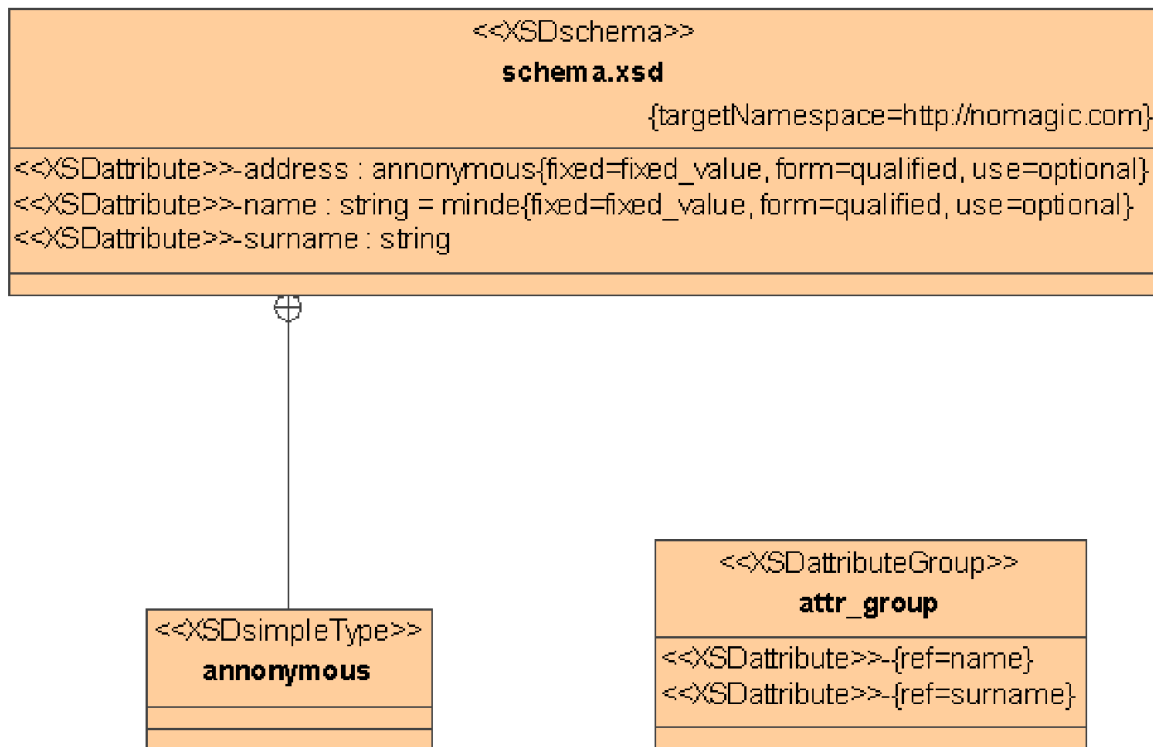 <<XSDschema>>
schema.xsd
{targetNamespace=http://nomagic.com}
<<XSDattribute>>-address : annonymous{fixed=fixed_value, form=qualified, use=optional}
<<XSDattribute>>-name : string = minde{fixed=fixed_value, form=qualified, use=optional}
<<XSDattribute>>-surname : string
<<XSDattributeGroup>>
attr_group
<<XSDsimpleType>>
annonymous
<<XSDattribute>>-{ref=name}
<<XSDattribute>>-{ref=surname}